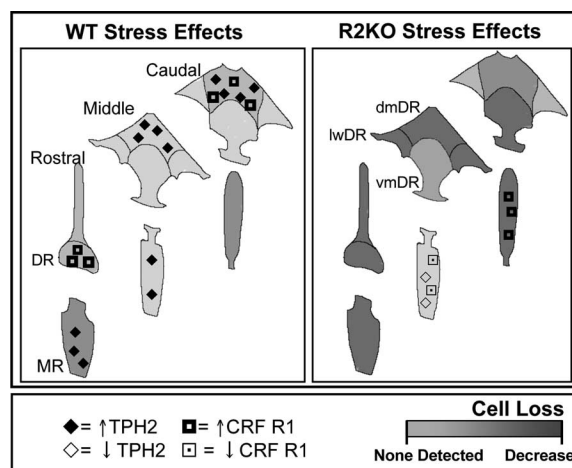 WT Stress Effects
Caudal
Middle
Rostral
DR
MR
R2KO Stress Effects
dmDR
lwDR
vmDR
◆= ↑TPH2 = ↑CRF R1
◇= ↓ TPH2 = ↓ CRF R1
Cell Loss
None Detected Decrease